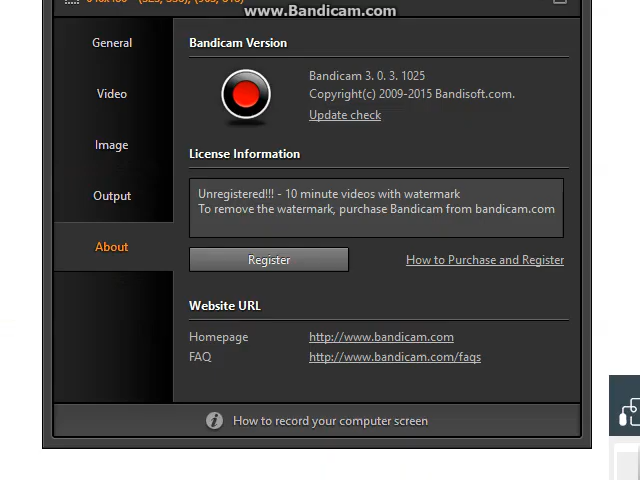 www.Bandicam.com
General
Video
Image
Output
About
Bandicam Version
Bandicam 3. 0. 3. 1025
Copyright(c) 2009-2015 Bandisoft.com.
Update check
License Information
Unregistered!!! - 10 minute videos with watermark
To remove the watermark, purchase Bandicam from bandicam.com
Register
How to Purchase and Register
Website URL
Homepage http://www.bandicam.com
FAQ http://www.bandicam.com/faqs
How to record your computer screen